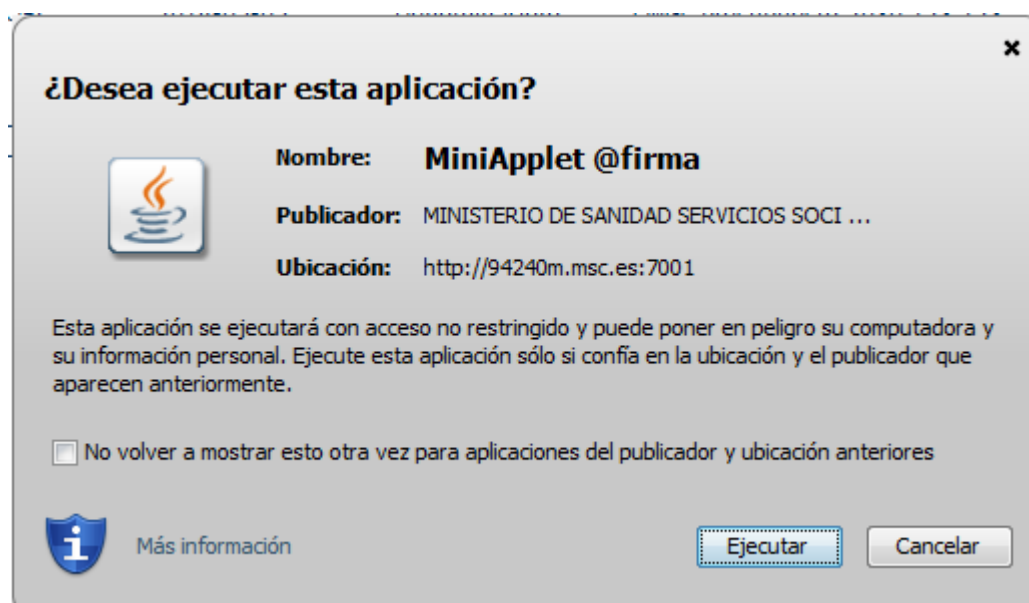 ¿Desea ejecutar esta aplicación?
Nombre: MiniApplet @firma
Publicador: MINISTERIO DE SANIDAD SERVICIOS SOCI ...
Ubicación: http://94240m.msc.es:7001
Esta aplicación se ejecutará con acceso no restringido y puede poner en peligro su computadora y
su información personal. Ejecute esta aplicación sólo si confía en la ubicación y el publicador que
aparecen anteriormente.
No volver a mostrar esto otra vez para aplicaciones del publicador y ubicación anteriores
Más información
Ejecutar
Cancelar